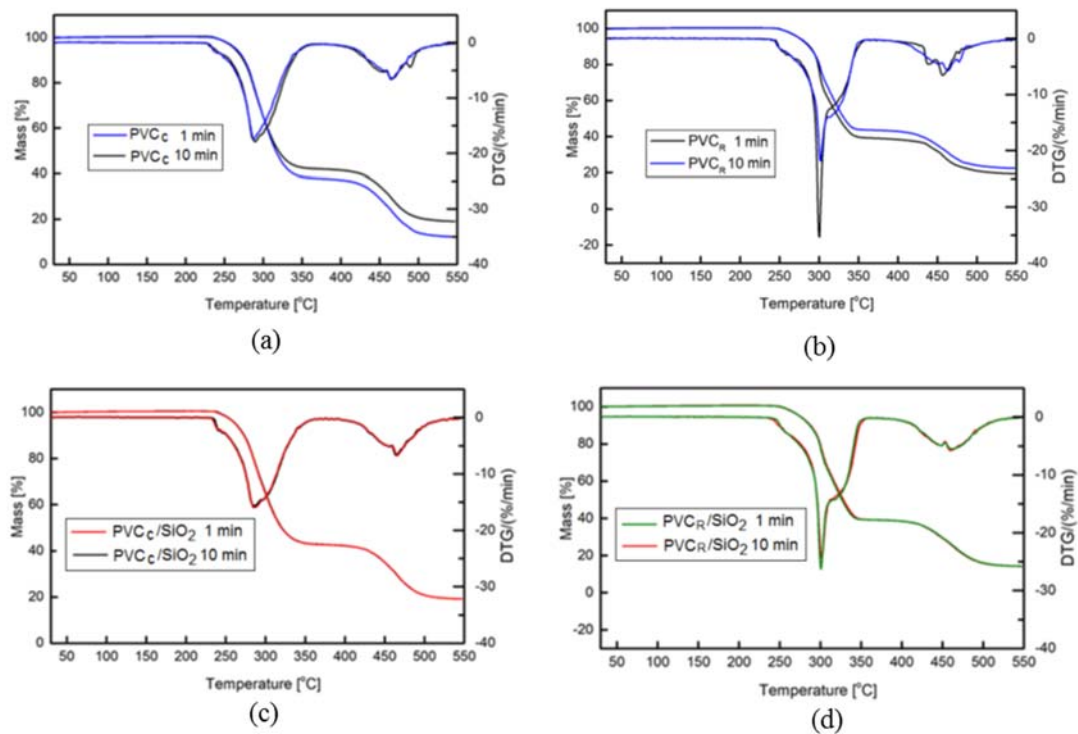 Mass [%]
100
80
60
40
20
0
PVCC 1 min
PVCC 10 min
0
-10
-20
-30
-40
DTG/(%/min)
50 100 150 200 250 300 350 400 450 500 550
Temperature [°C]
(a)
Mass [%]
100
80
60
40
20
0
-20
PVCR 1 min
PVCR 10 min
0
-10
-20
-30
-40
DTG/(%/min)
50 100 150 200 250 300 350 400 450 500 550
Temperature [°C]
(b)
Mass [%]
100
80
60
40
20
0
PVCC/SiO2 1 min
PVCC/SiO2 10 min
0
-10
-20
-30
-40
DTG/(%/min)
50 100 150 200 250 300 350 400 450 500 550
Temperature [°C]
(c)
Mass [%]
100
80
60
40
20
0
-20
PVCR/SiO2 1 min
PVCR/SiO2 10 min
0
-10
-20
-30
-40
DTG/(%/min)
50 100 150 200 250 300 350 400 450 500 550
Temperature [°C]
(d)